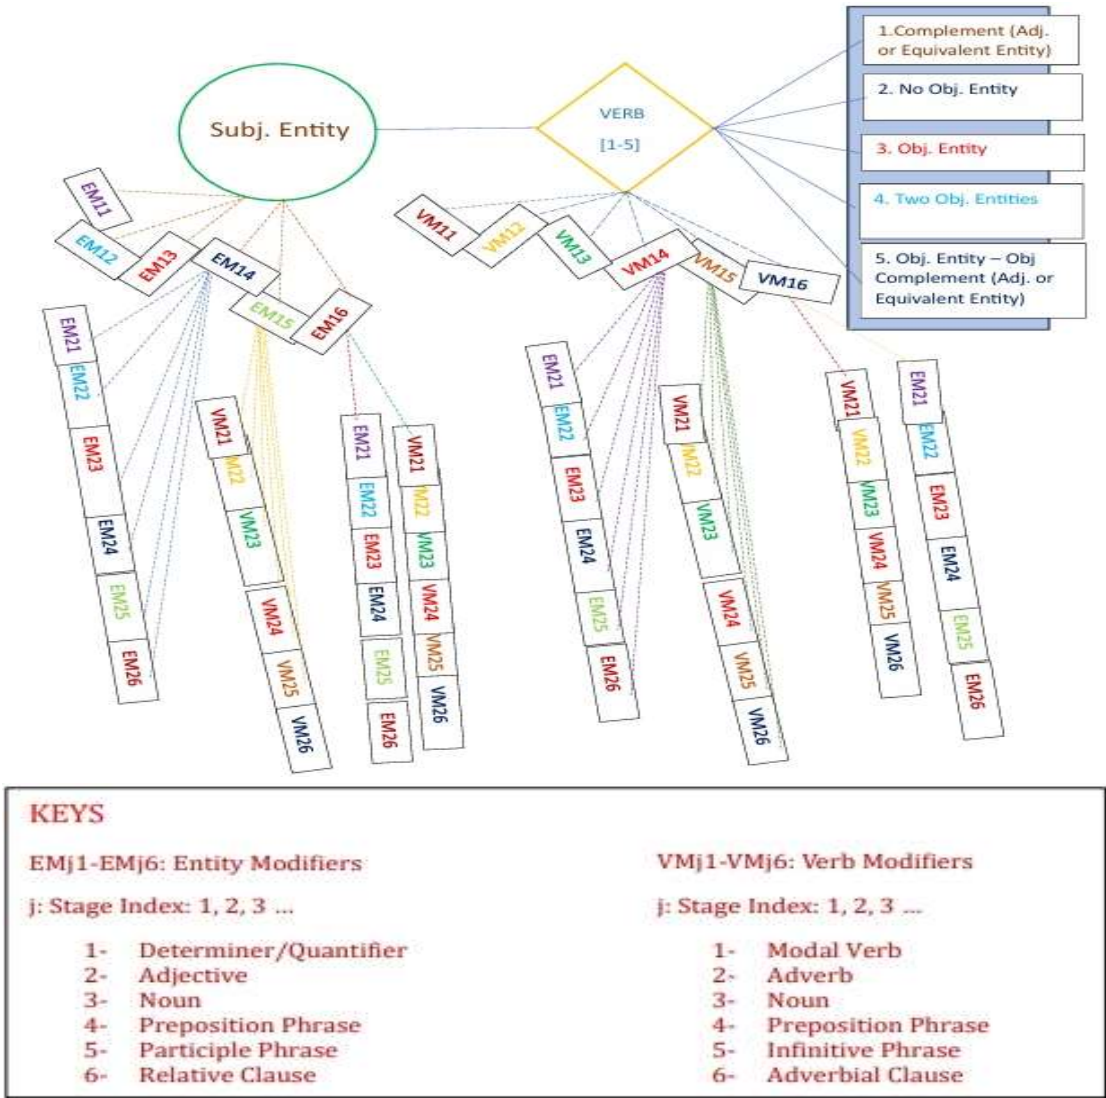 1.Complement (Adj.
or Equivalent Entity)
2. No Obj. Entity
3. Obj. Entity
4. Two Obj. Entities
5. Obj. Entity – Obj
Complement (Adj. or
Equivalent Entity)
Subj. Entity
VERB
[1-5]
EM11
EM12
EM13
EM14
EM15
EM16
VM11
VM12
VM13
VM14
VM15
VM16
EM21
EM22
EM23
EM24
EM25
EM26
VM21
VM22
VM23
VM24
VM25
VM26
EM21
EM22
EM23
EM24
EM25
EM26
VM21
VM22
VM23
VM24
VM25
VM26
EM21
EM22
EM23
EM24
EM25
EM26
VM21
VM22
VM23
VM24
VM25
VM26
VM21
VM22
VM23
VM24
VM25
VM26
EM21
EM22
EM23
EM24
EM25
EM26
KEYS
EMj1-EMj6: Entity Modifiers
j: Stage Index: 1, 2, 3 ...
1- Determiner/Quantifier
2- Adjective
3- Noun
4- Preposition Phrase
5- Participle Phrase
6- Relative Clause
VMj1-VMj6: Verb Modifiers
j: Stage Index: 1, 2, 3 ...
1- Modal Verb
2- Adverb
3- Noun
4- Preposition Phrase
5- Infinitive Phrase
6- Adverbial Clause